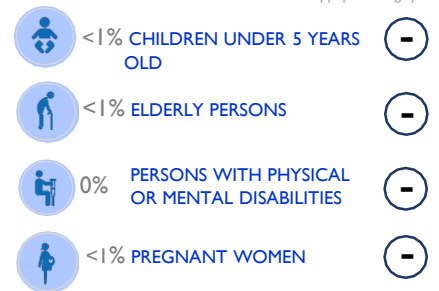 <1% CHILDREN UNDER 5 YEARS
OLD
-
<1% ELDERLY PERSONS
-
0% PERSONS WITH PHYSICAL
OR MENTAL DISABILITIES
-
<1% PREGNANT WOMEN
-